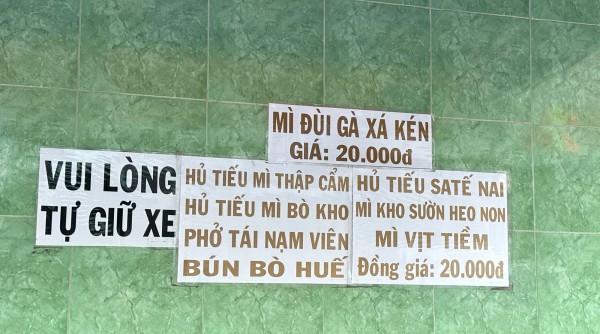 MÌ ĐÙI GÀ XÁ KÉN
GIÁ: 20.000đ
VUI LÒNG
TỰ GIỮ XE
HỦ TIẾU MÌ THẬP CẨM
HỦ TIẾU MÌ BÒ KHO
PHỞ TÁI NẠM VIÊN
BÚN BÒ HUẾ
HỦ TIẾU SATẾ NAI
MÌ KHO SƯỜN HEO NON
MÌ VỊT TIỀM
Đồng giá: 20.000đ